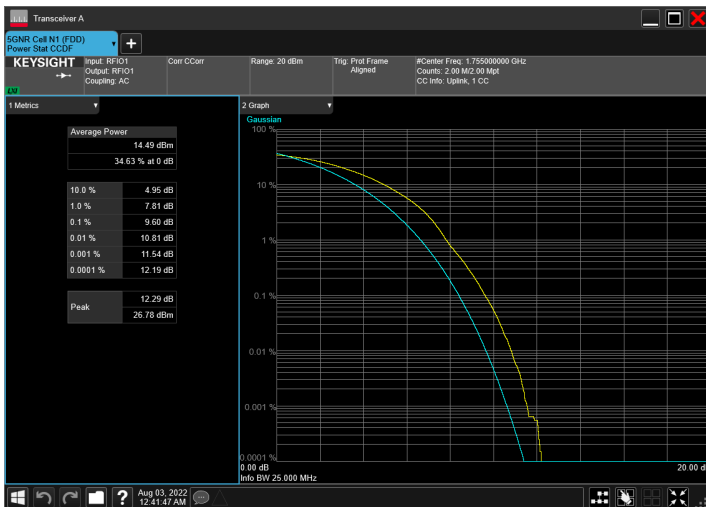 Transceiver A
5GNR Cell N1 (FDD)
Power Stat CCDF
KEYSIGHT
LXI
Input: RFIO1
Output: RFIO1
Coupling: AC
Corr CCorr
Range: 20 dBm
Trig: Prot Frame
Aligned
#Center Freq: 1.755000000 GHz
Counts: 2.00 M/2.00 Mpt
CC Info: Uplink, 1 CC
1 Metrics
Average Power
14.49 dBm
34.63 % at 0 dB
10.0 % 4.95 dB
1.0 % 7.81 dB
0.1 % 9.60 dB
0.01 % 10.81 dB
0.001 % 11.54 dB
0.0001 % 12.19 dB
Peak
12.29 dB
26.78 dBm
2 Graph
Gaussian
100 %
10 %
1 %
0.1 %
0.01 %
0.001 %
0.0001 %
0.00 dB
20.00 d
Info BW 25.000 MHz
?
Aug 03, 2022
12:41:47 AM